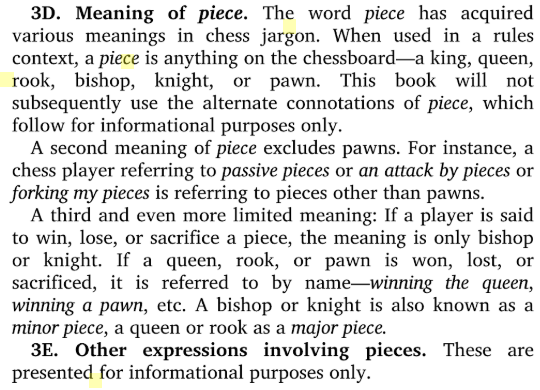 3D. Meaning of piece. The word piece has acquired
various meanings in chess jargon. When used in a rules
context, a piece is anything on the chessboard—a king, queen,
rook, bishop, knight, or pawn. This book will not
subsequently use the alternate connotations of piece, which
follow for informational purposes only.
A second meaning of piece excludes pawns. For instance, a
chess player referring to passive pieces or an attack by pieces or
forking my pieces is referring to pieces other than pawns.
A third and even more limited meaning: If a player is said
to win, lose, or sacrifice a piece, the meaning is only bishop
or knight. If a queen, rook, or pawn is won, lost, or
sacrificed, it is referred to by name—winning the queen,
winning a pawn, etc. A bishop or knight is also known as a
minor piece, a queen or rook as a major piece.
3E. Other expressions involving pieces. These are
presented for informational purposes only.